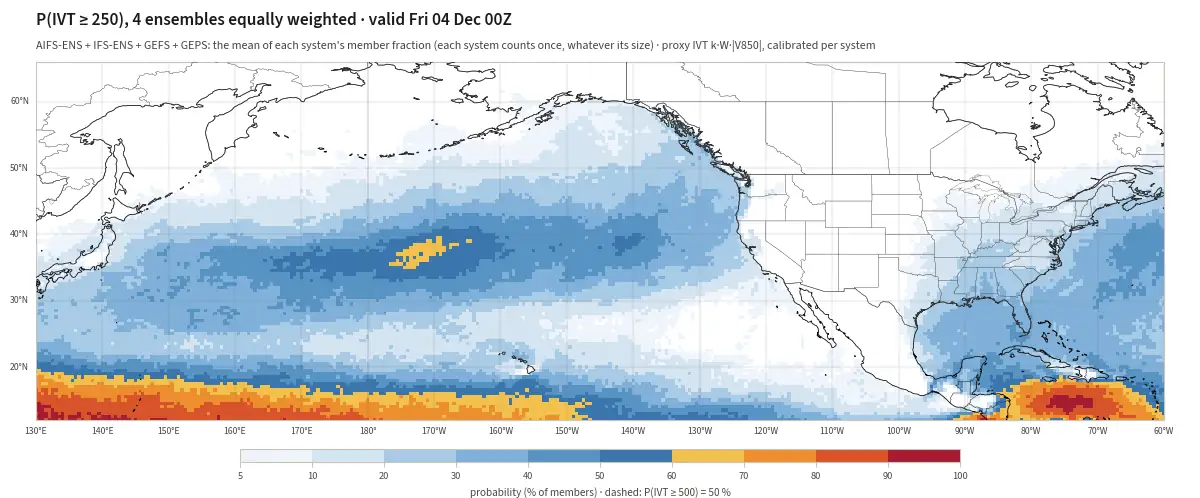 P(IVT ≥ 250), 4 ensembles equally weighted · valid Fri 04 Dec 00Z
AIFS-ENS + IFS-ENS + GEFS + GEPS: the mean of each system's member fraction (each system counts once, whatever its size) · proxy IVT k·W·|V850|, calibrated per system
60°N
50°N
40°N
30°N
20°N
130°E 140°E 150°E 160°E 170°E 180° 170°W 160°W 150°W 140°W 130°W 120°W 110°W 100°W 90°W 80°W 70°W 60°W
5 10 20 30 40 50 60 70 80 90 100
probability (% of members) · dashed: P(IVT ≥ 500) = 50 %